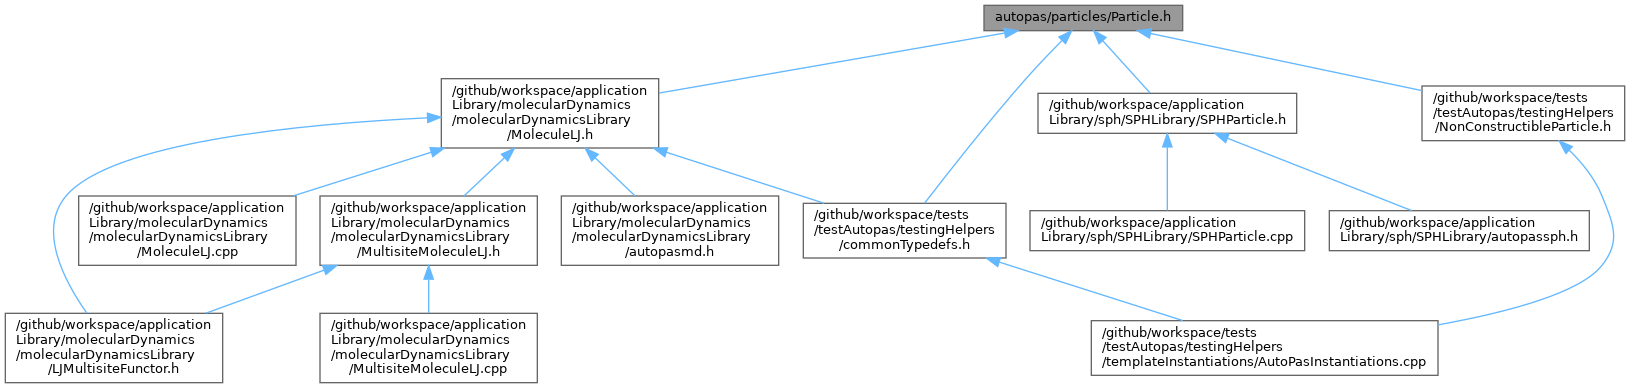 autopas/particles/Particle.h
/github/workspace/application
Library/molecularDynamics
/molecularDynamicsLibrary
/MoleculeLJ.h
/github/workspace/application
Library/sph/SPHLibrary/SPHParticle.h
/github/workspace/tests
/testAutopas/testingHelpers
/NonConstructibleParticle.h
/github/workspace/application
Library/molecularDynamics
/molecularDynamicsLibrary
/MoleculeLJ.cpp
/github/workspace/application
Library/molecularDynamics
/molecularDynamicsLibrary
/MultisiteMoleculeLJ.h
/github/workspace/application
Library/molecularDynamics
/molecularDynamicsLibrary
/autopasmd.h
/github/workspace/tests
/testAutopas/testingHelpers
/commonTypedefs.h
/github/workspace/application
Library/sph/SPHLibrary/SPHParticle.cpp
/github/workspace/application
Library/sph/SPHLibrary/autopassph.h
/github/workspace/application
Library/molecularDynamics
/molecularDynamicsLibrary
/LJMultisiteFunctor.h
/github/workspace/application
Library/molecularDynamics
/molecularDynamicsLibrary
/MultisiteMoleculeLJ.cpp
/github/workspace/tests
/testAutopas/testingHelpers
/templateInstantiations/AutoPasInstantiations.cpp